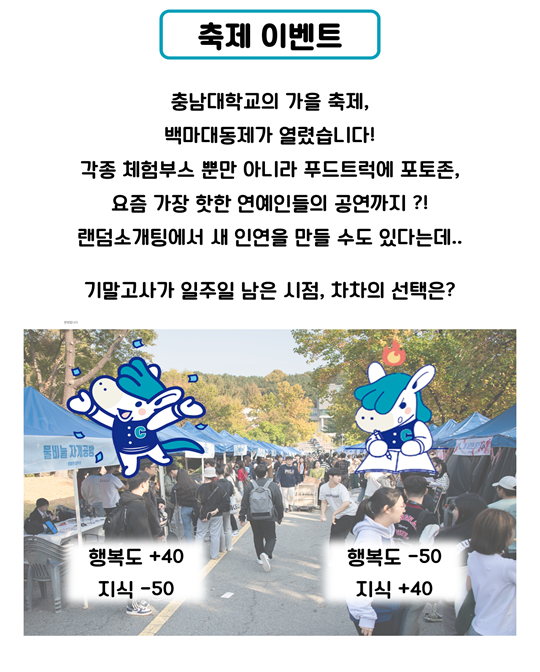 축제 이벤트
충남대학교의 가을 축제,
백마대동제가 열렸습니다!
각종 체험부스 뿐만 아니라 푸드트럭에 포토존,
요즘 가장 핫한 연예인들의 공연까지 ?!
랜덤소개팅에서 새 인연을 만들 수도 있다는데..
기말고사가 일주일 남은 시점, 차차의 선택은?
C
C
행복도 +40
행복도 -50
지식 -50
지식 +40